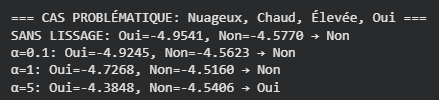 === CAS PROBLÉMATIQUE: Nuageux, Chaud, Élevée, Oui ===
SANS LISSAGE: Oui=-4.9541, Non=-4.5770 → Non
α=0.1: Oui=-4.9245, Non=-4.5623 → Non
α=1: Oui=-4.7268, Non=-4.5160 → Non
α=5: Oui=-4.3848, Non=-4.5406 → Oui